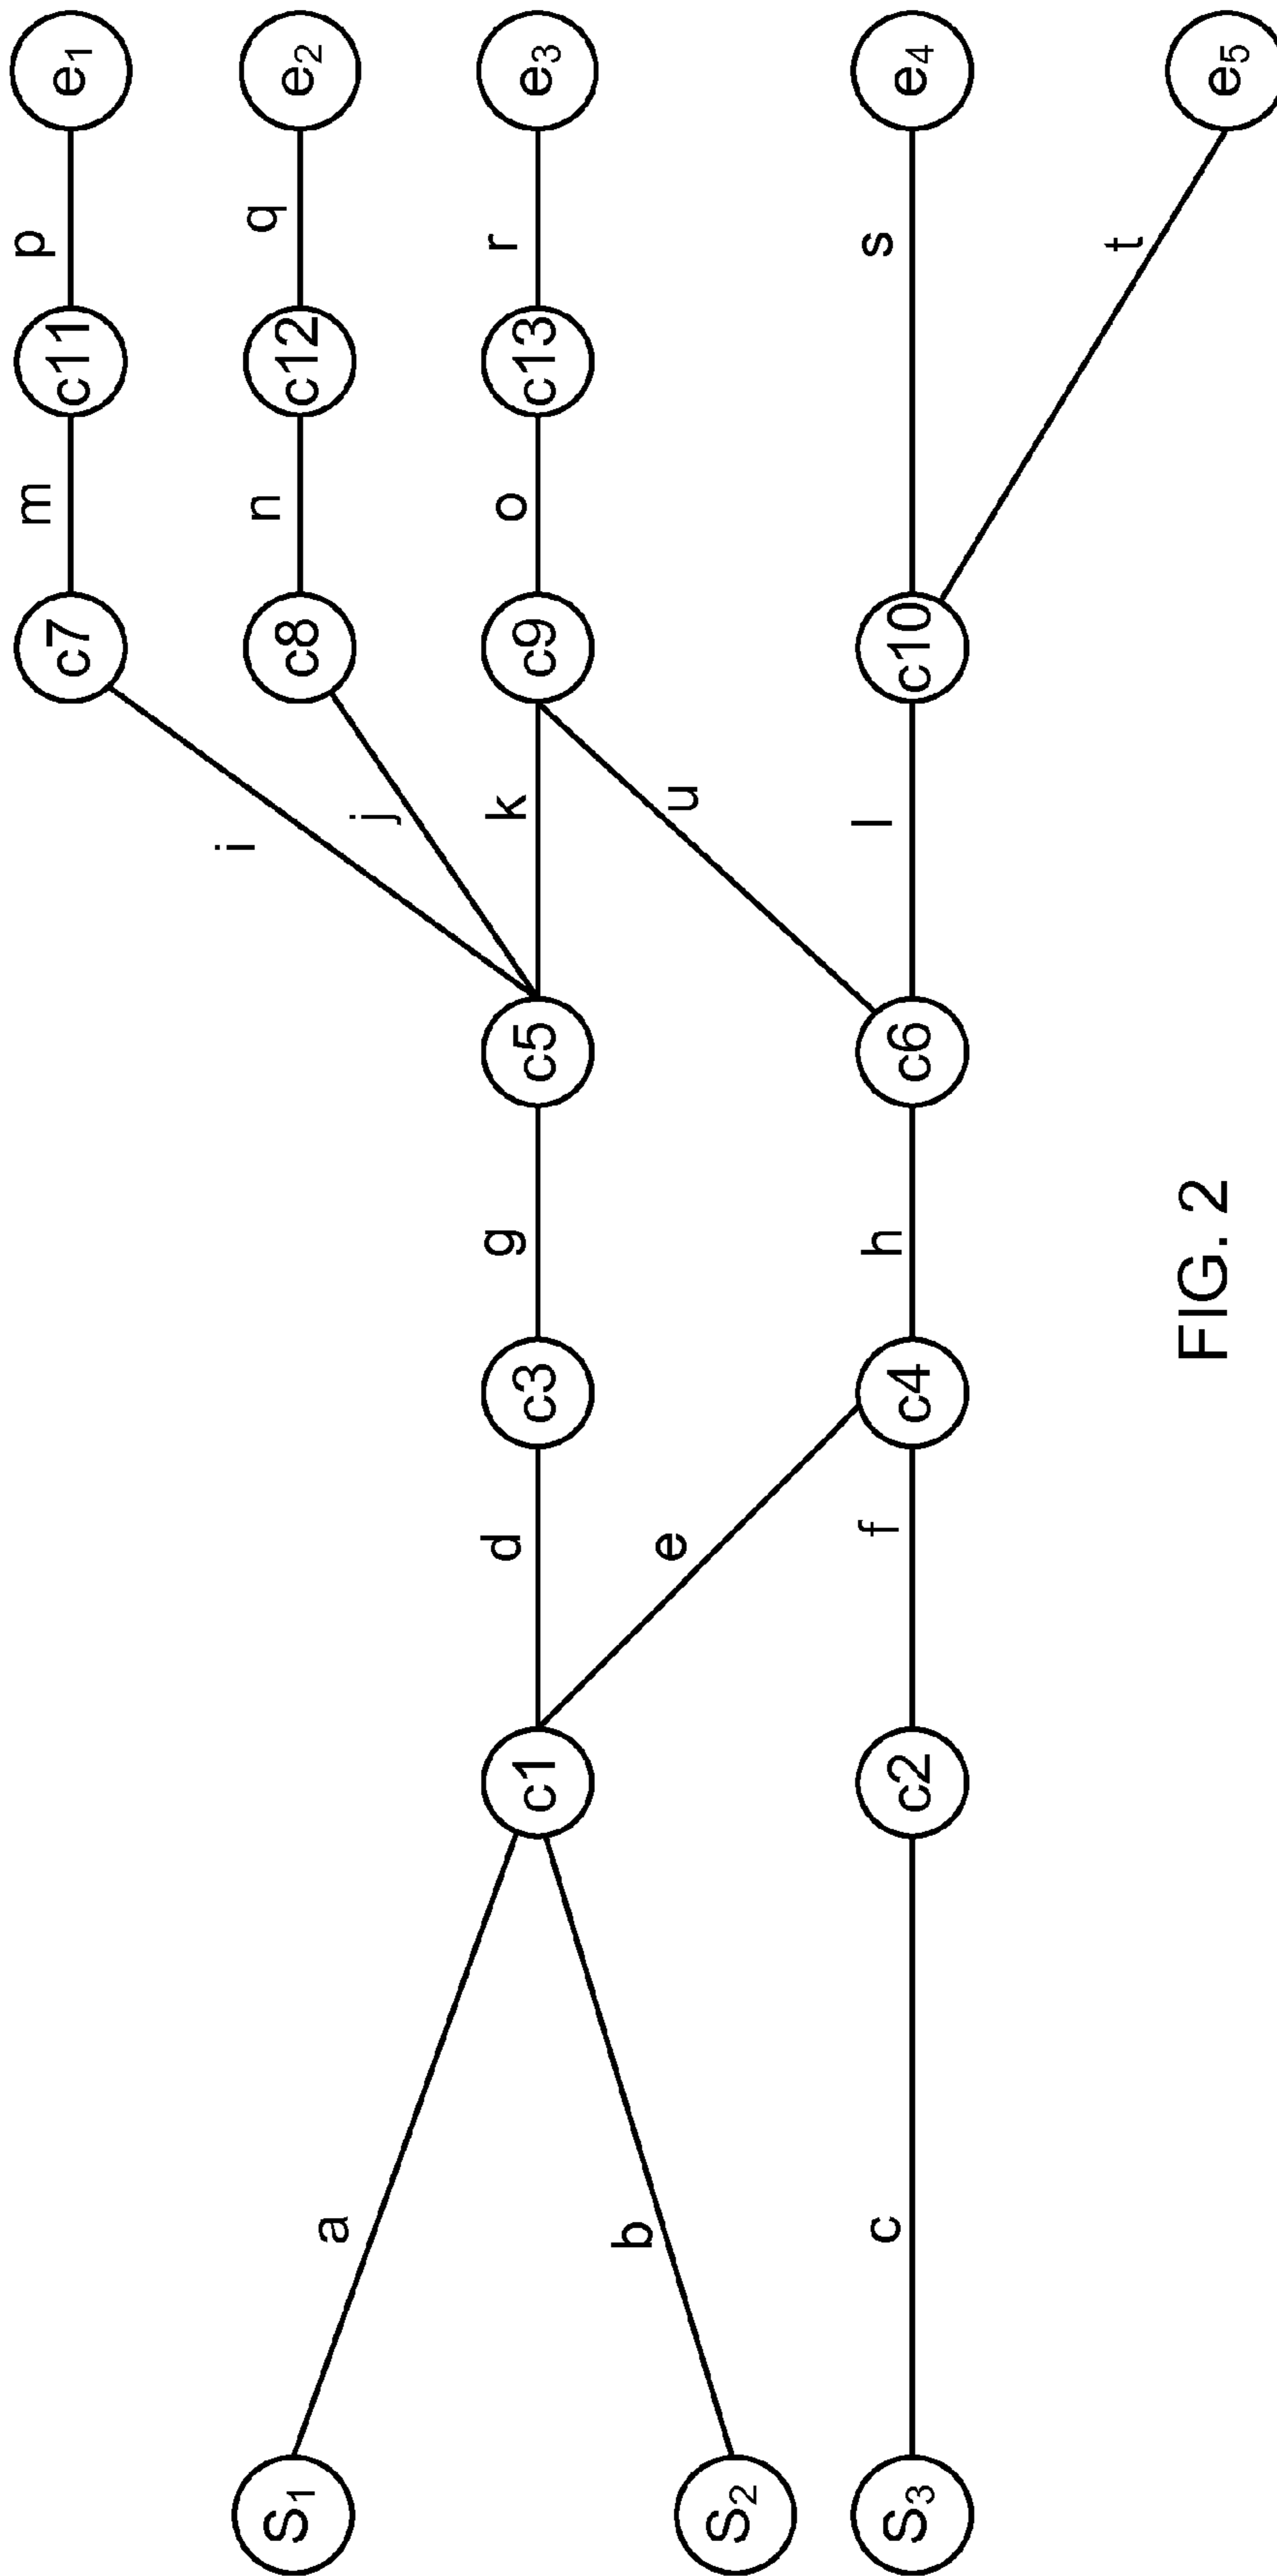 e1
e2
e3
e4
e5
p
q
r
s
t
c11
c12
c13
m
n
o
c7
c8
c9
c10
i
j
k
u
l
c5
c6
g
h
c3
c4
d
e
f
c1
c2
a
b
c
S1
S2
S3
FIG. 2